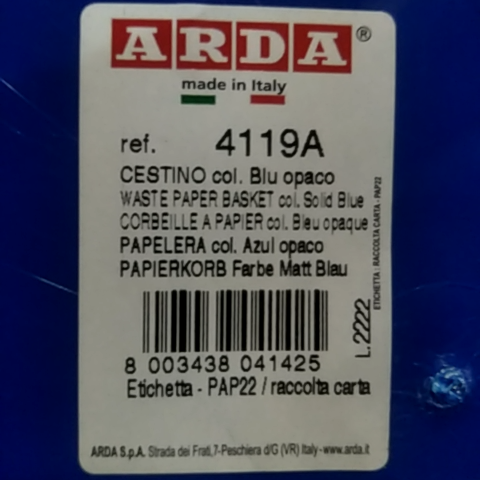 ARDA®
made in Italy
ref. 4119A
CESTINO col. Blu opaco
WASTE PAPER BASKET col. Solid Blue
CORBEILLE A PAPIER col. Bleu opaque
PAPELERA col. Azul opaco
PAPIERKORB Farbe Matt Blau
8 003438 041425
Etichetta - PAP22 / raccolta carta
L.2222
ETICHETTA : RACCOLTA CARTA - PAP22
ARDA S.p.A. Strada dei Frati,7-Peschiera d/G (VR) Italy-www.arda.it